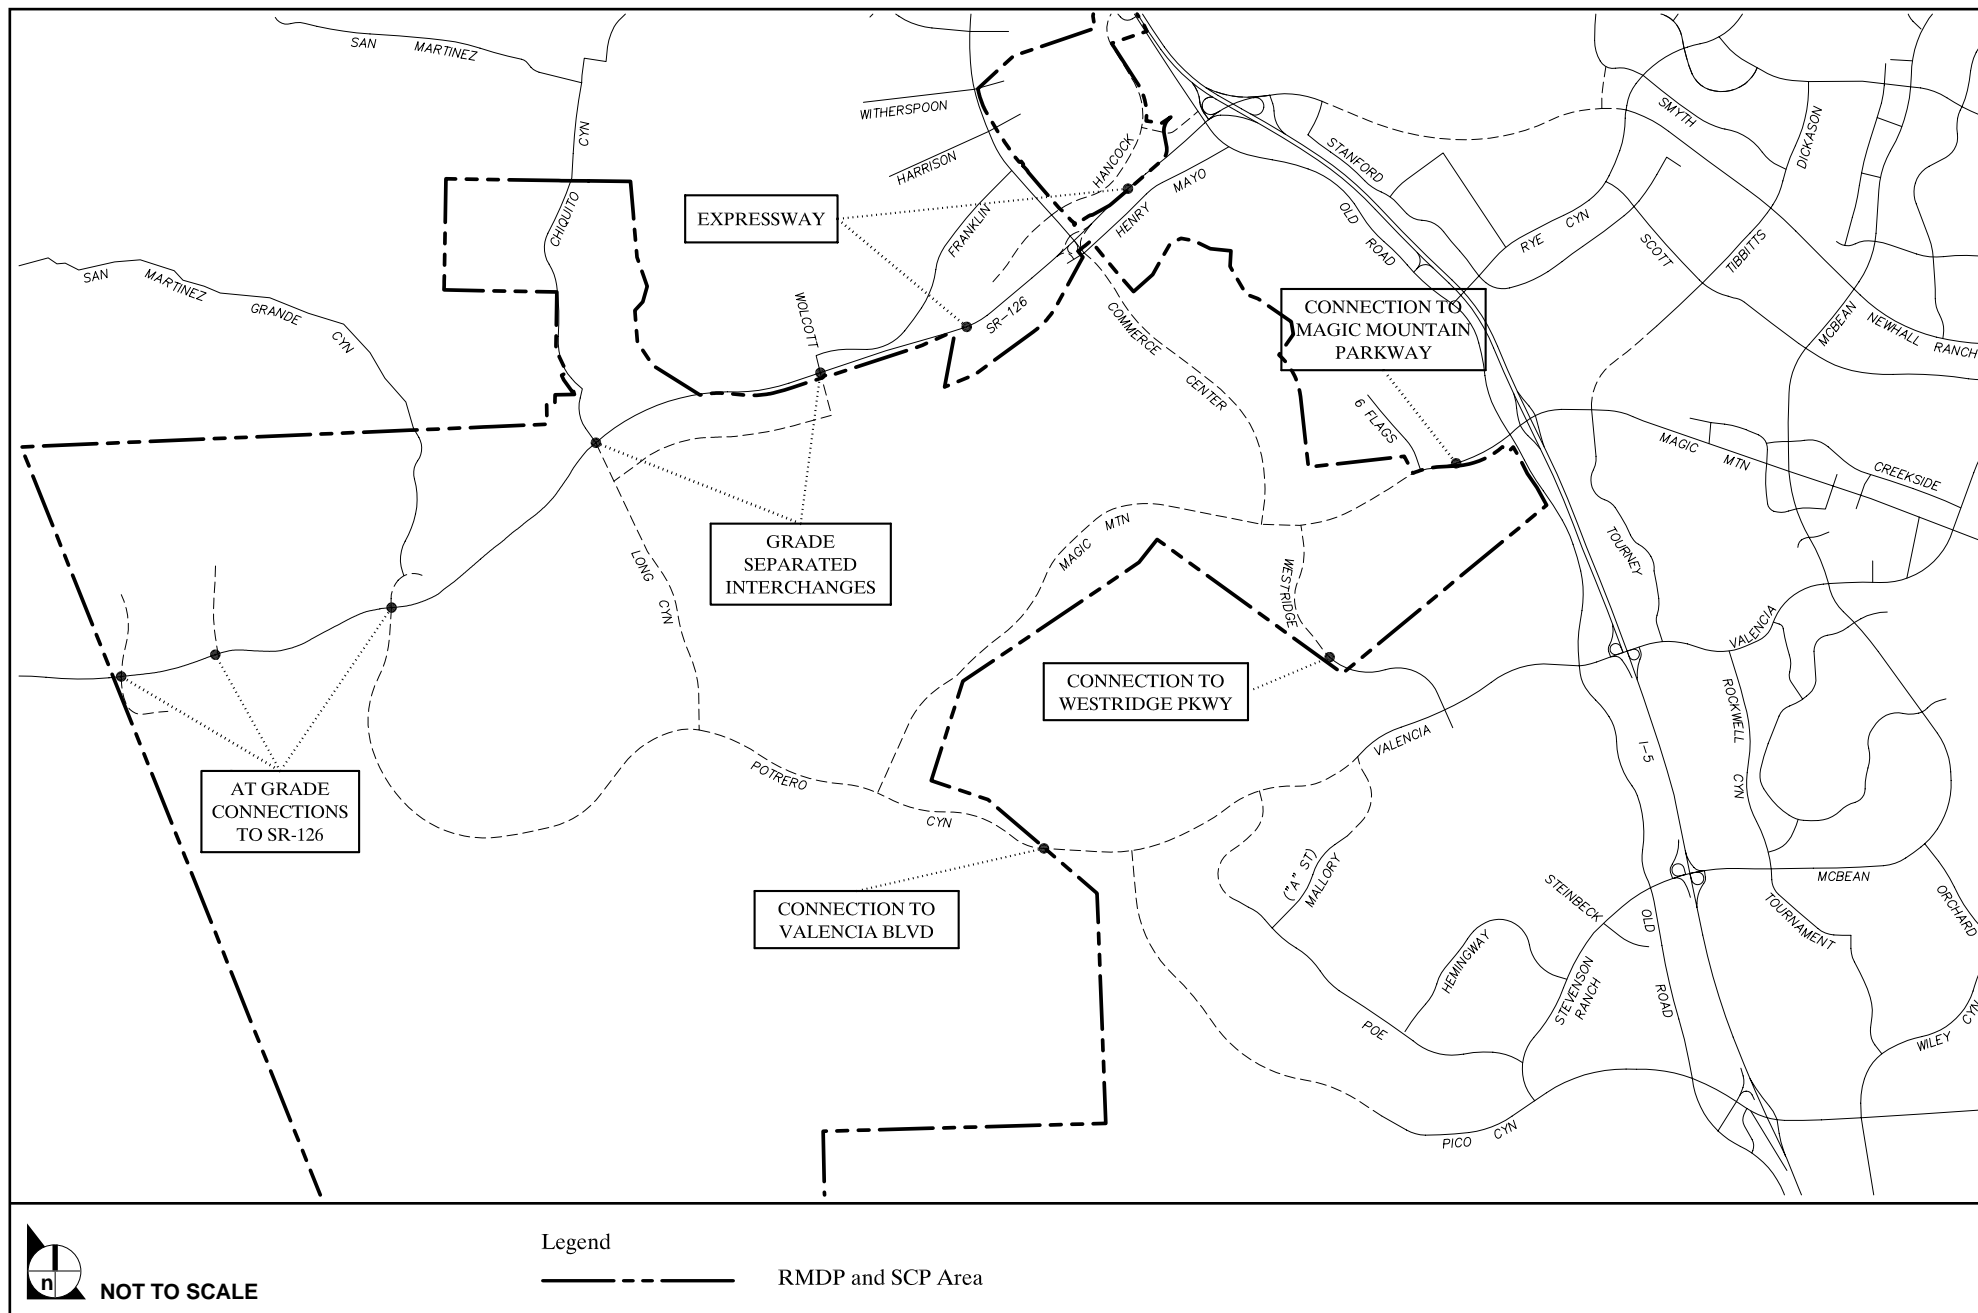 SAN MARTINEZ
CHIQUITO CYN
SAN MARTINEZ GRANDE CYN
WITHERSPOON
HARRISON
FRANKLIN
WOLCOTT
HANCOCK
HENRY MAYO
SR-126
COMMERCE CENTER
EXPRESSWAY
OLD ROAD
STANFORD
RYE CYN
SCOTT
SMYTH
DICKASON
TIBBITTS
MCBEAN
NEWHALL RANCH
CONNECTION TO
MAGIC MOUNTAIN
PARKWAY
6 FLAGS
MAGIC MTN
CREEKSIDE
TOURNEY
GRADE
SEPARATED
INTERCHANGES
LONG CYN
MAGIC MTN
WESTRIDGE
CONNECTION TO
WESTRIDGE PKWY
VALENCIA
VALENCIA
ROCKWELL CYN
I-5
AT GRADE
CONNECTIONS
TO SR-126
POTRERO CYN
CONNECTION TO
VALENCIA BLVD
("A" ST)
MALLORY
STEINBECK
HEMINGWAY
STEVENSON
RANCH
OLD ROAD
MCBEAN
TOURNAMENT
ORCHARD
WILEY CYN
POE
PICO CYN
n
NOT TO SCALE
Legend
RMDP and SCP Area